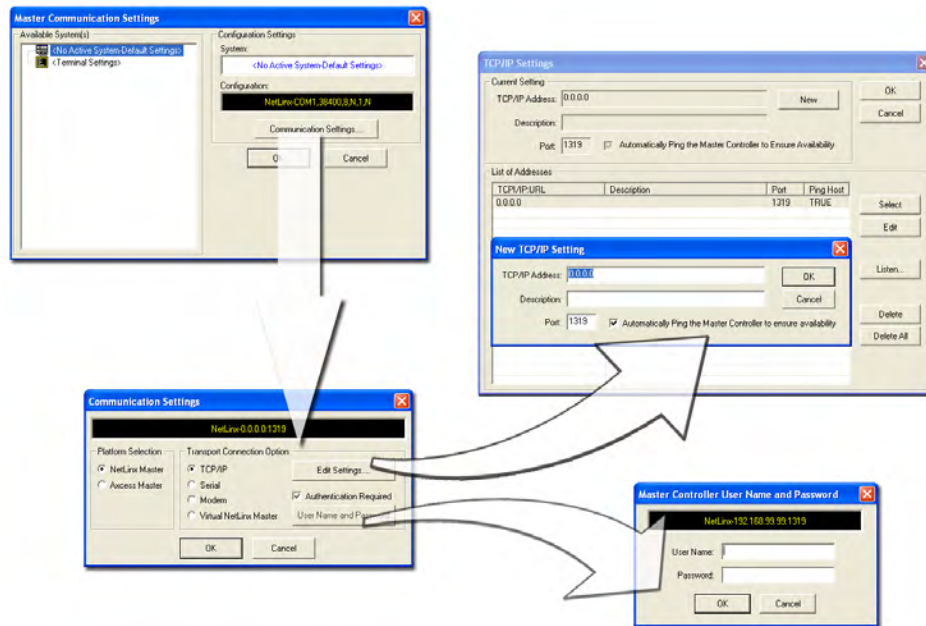 Master Communication Settings
Available System(s)
<No Active System-Default Settings>
<Terminal Settings>
Configuration Settings
System:
<No Active System-Default Settings>
Configuration:
NetLinx-COM1,38400,8,N,1,N
Communication Settings...
OK Cancel
TCP/IP Settings
Current Setting
TCP/IP Address: 0.0.0.0
New
Description:
Port: 1319 Automatically Ping the Master Controller to Ensure Availability
OK
Cancel
List of Addresses
TCPI/IP:URL Description Port Ping Host
0.0.0.0 1319 TRUE
Select
Edit
Listen...
Delete
Delete All
New TCP/IP Setting
TCP/IP Address: 0.0.0.0
OK
Description:
Cancel
Port: 1319 Automatically Ping the Master Controller to ensure availability
Communication Settings
NetLinx-0.0.0.0:1319
Platform Selection
NetLinx Master
Axcess Master
Transport Connection Option
TCP/IP
Serial
Modem
Virtual NetLinx Master
Edit Settings...
Authentication Required
User Name and Password
OK Cancel
Master Controller User Name and Password
NetLinx-192.168.99.99:1319
User Name:
Password:
OK Cancel